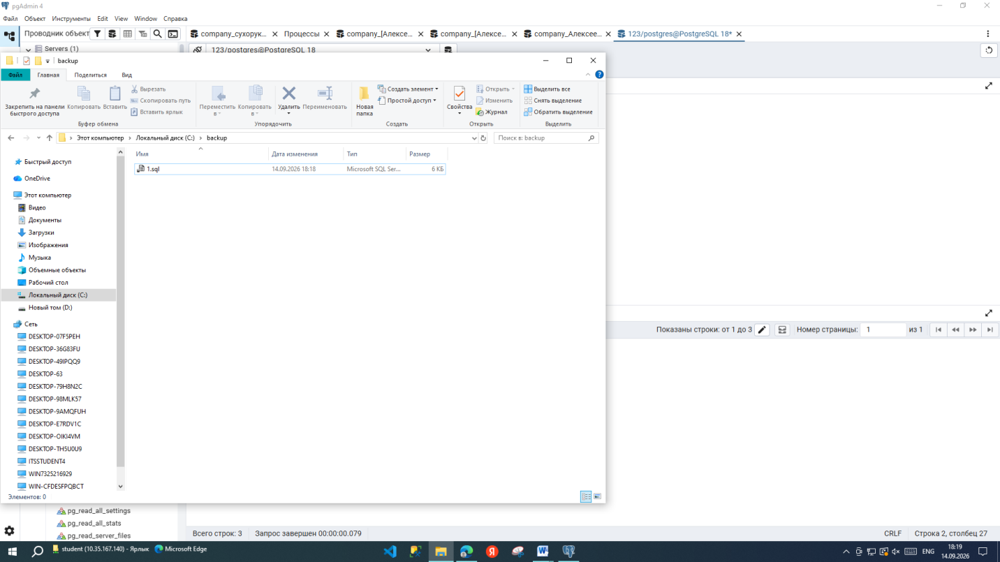 pgAdmin 4
Файл Объект Инструменты Edit View Window Справка
Проводник объект
company_сухорук... Процессы company_[Алексе... company_[Алексе... company_Алексее... 123/postgres@PostgreSQL 18*
Servers (1)
123/postgres@PostgreSQL 18
backup
Файл Главная Поделиться Вид
Закрепить на панели быстрого доступа
Копировать
Вставить
Вырезать
Скопировать путь
Вставить ярлык
Буфер обмена
Переместить в
Копировать в
Удалить
Переименовать
Упорядочить
Новая папка
Создать элемент
Простой доступ
Создать
Свойства
Открыть
Изменить
Журнал
Открыть
Выделить все
Снять выделение
Обратить выделение
Выделить
Этот компьютер Локальный диск (C:) backup
Поиск в: backup
Имя Дата изменения Тип Размер
1.sql 14.09.2026 18:18 Microsoft SQL Ser... 6 КБ
Быстрый доступ
OneDrive
Этот компьютер
Видео
Документы
Загрузки
Изображения
Музыка
Объемные объекты
Рабочий стол
Локальный диск (C:)
Новый том (D:)
Сеть
DESKTOP-07F5PEH
DESKTOP-36G83FU
DESKTOP-49IPQQ9
DESKTOP-63
DESKTOP-79H8N2C
DESKTOP-98MLK57
DESKTOP-9AMQFUH
DESKTOP-E7RDV1C
DESKTOP-OIKI4VM
DESKTOP-TH5U0U9
ITSSTUDENT4
WIN7325216929
WIN-CFDESFPQBCT
Элементов: 0
Показаны строки: от 1 до 3 Номер страницы: 1 из 1
pg_read_all_settings
pg_read_all_stats
pg_read_server_files
Всего строк: 3 Запрос завершен 00:00:00.079 CRLF Строка 2, столбец 27
student (10.35.167.140) - Ярлык Microsoft Edge
ENG
18:19
14.09.2026